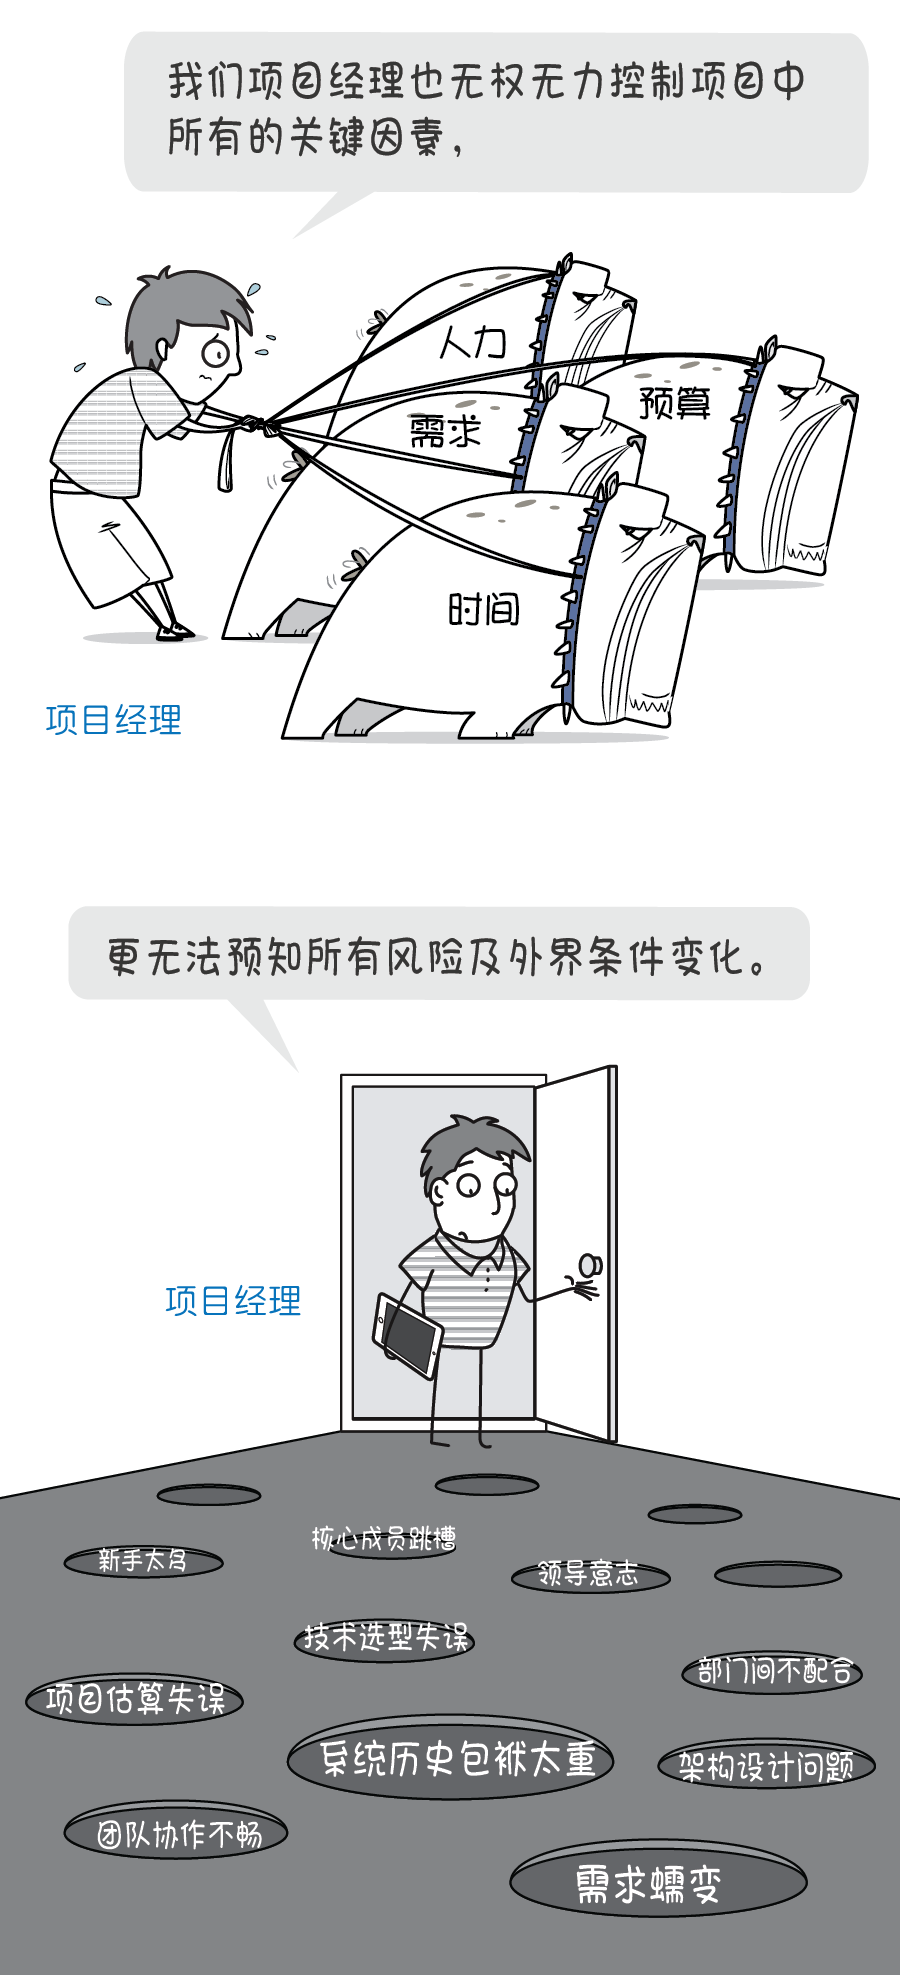 我们项目经理也无权无力控制项目中
所有的关键因素，
人力
预算
需求
时间
项目经理
更无法预知所有风险及外界条件变化。
项目经理
核心成员跳槽
新手太多
领导意志
技术选型失误
部门间不配合
项目估算失误
系统历史包袱太重
架构设计问题
团队协作不畅
需求蠕变